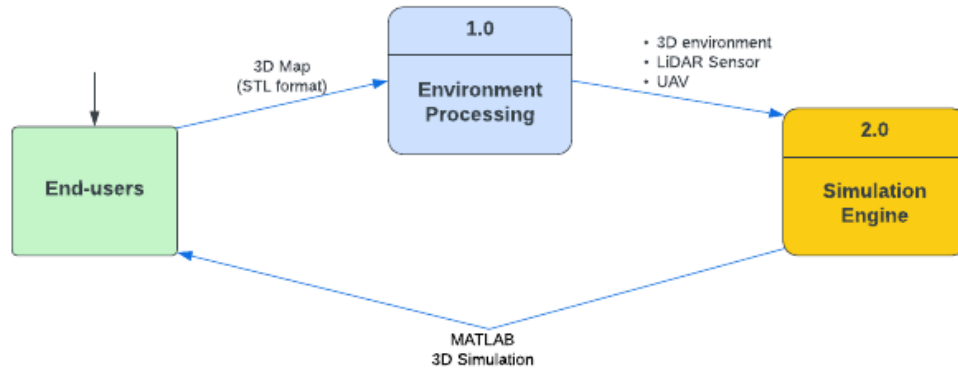 1.0
Environment
Processing
3D Map
(STL format)
• 3D environment
• LiDAR Sensor
• UAV
2.0
Simulation
Engine
End-users
MATLAB
3D Simulation